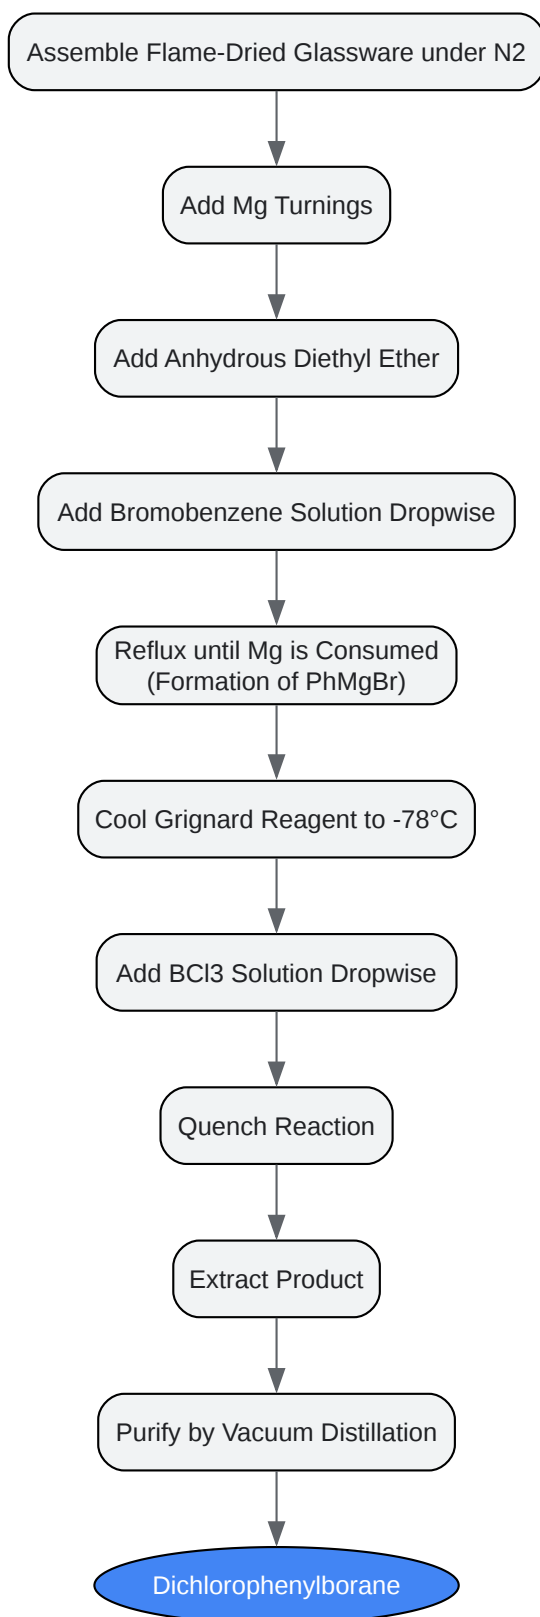 Assemble Flame-Dried Glassware under N2
Add Mg Turnings
Add Anhydrous Diethyl Ether
Add Bromobenzene Solution Dropwise
Reflux until Mg is Consumed
(Formation of PhMgBr)
Cool Grignard Reagent to -78°C
Add BCl3 Solution Dropwise
Quench Reaction
Extract Product
Purify by Vacuum Distillation
Dichlorophenylborane